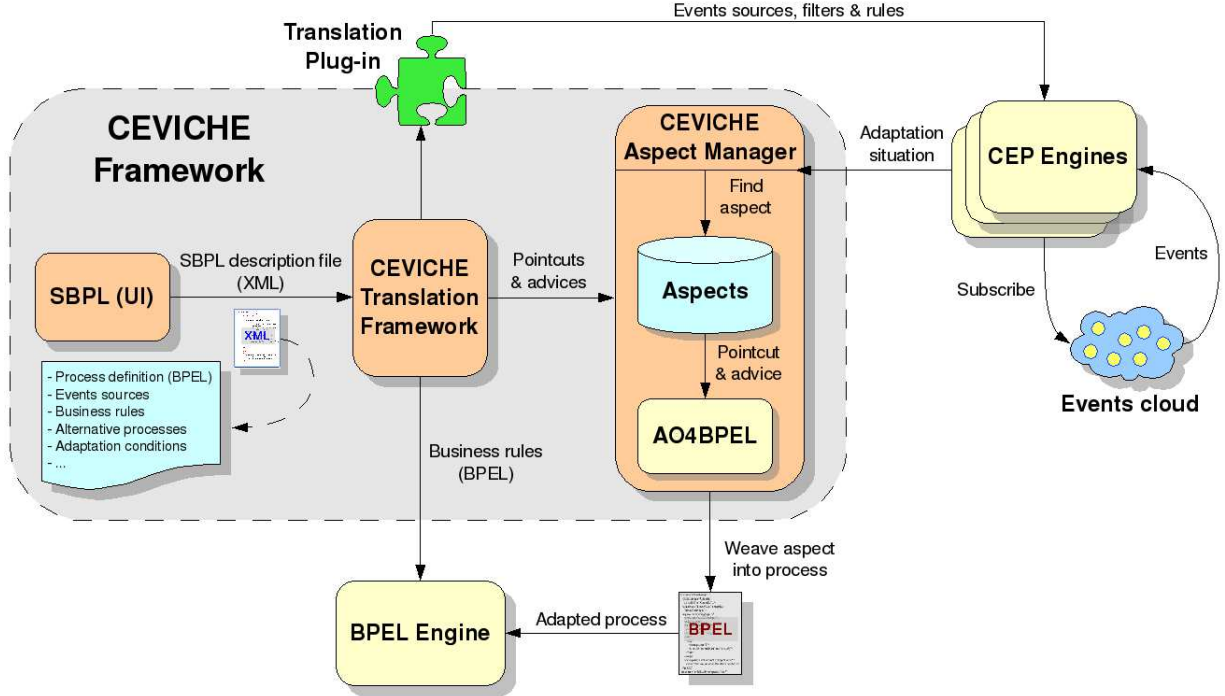 Events sources, filters & rules
Translation
Plug-in
CEVICHE
Framework
CEVICHE
Aspect Manager
Adaptation
situation
CEP Engines
Find
aspect
SBPL description file
(XML)
SBPL (UI)
CEVICHE
Translation
Framework
Pointcuts
& advices
Aspects
Events
Subscribe
XML
- Process definition (BPEL)
- Events sources
- Business rules
- Alternative processes
- Adaptation conditions
- ...
Pointcut
& advice
AO4BPEL
Events cloud
Business rules
(BPEL)
Weave aspect
into process
BPEL Engine
Adapted process
BPEL